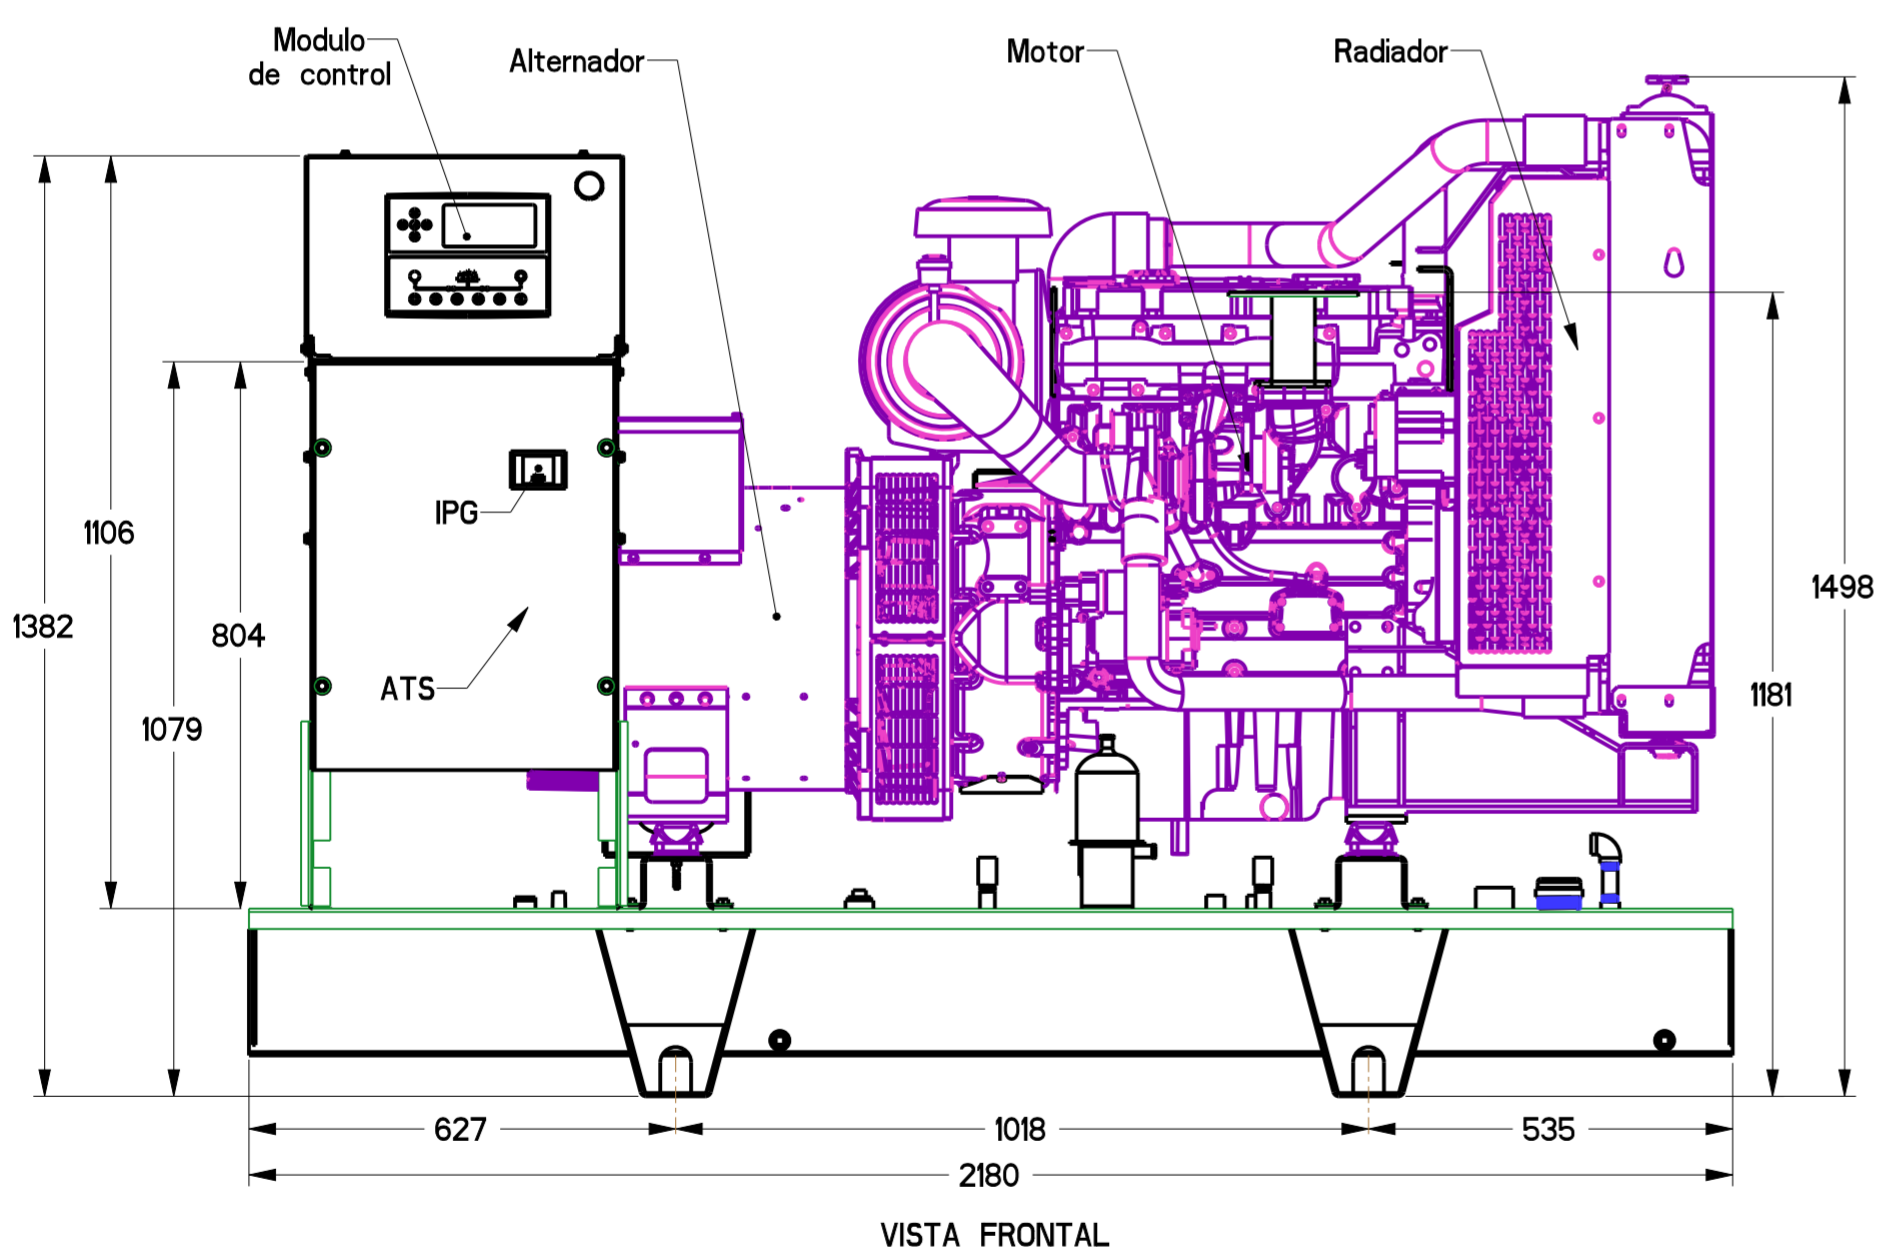 Modulo
de control
Alternador
Motor
Radiador
IPG
ATS
1106
1382
804
1079
1498
1181
627
1018
535
2180
VISTA FRONTAL